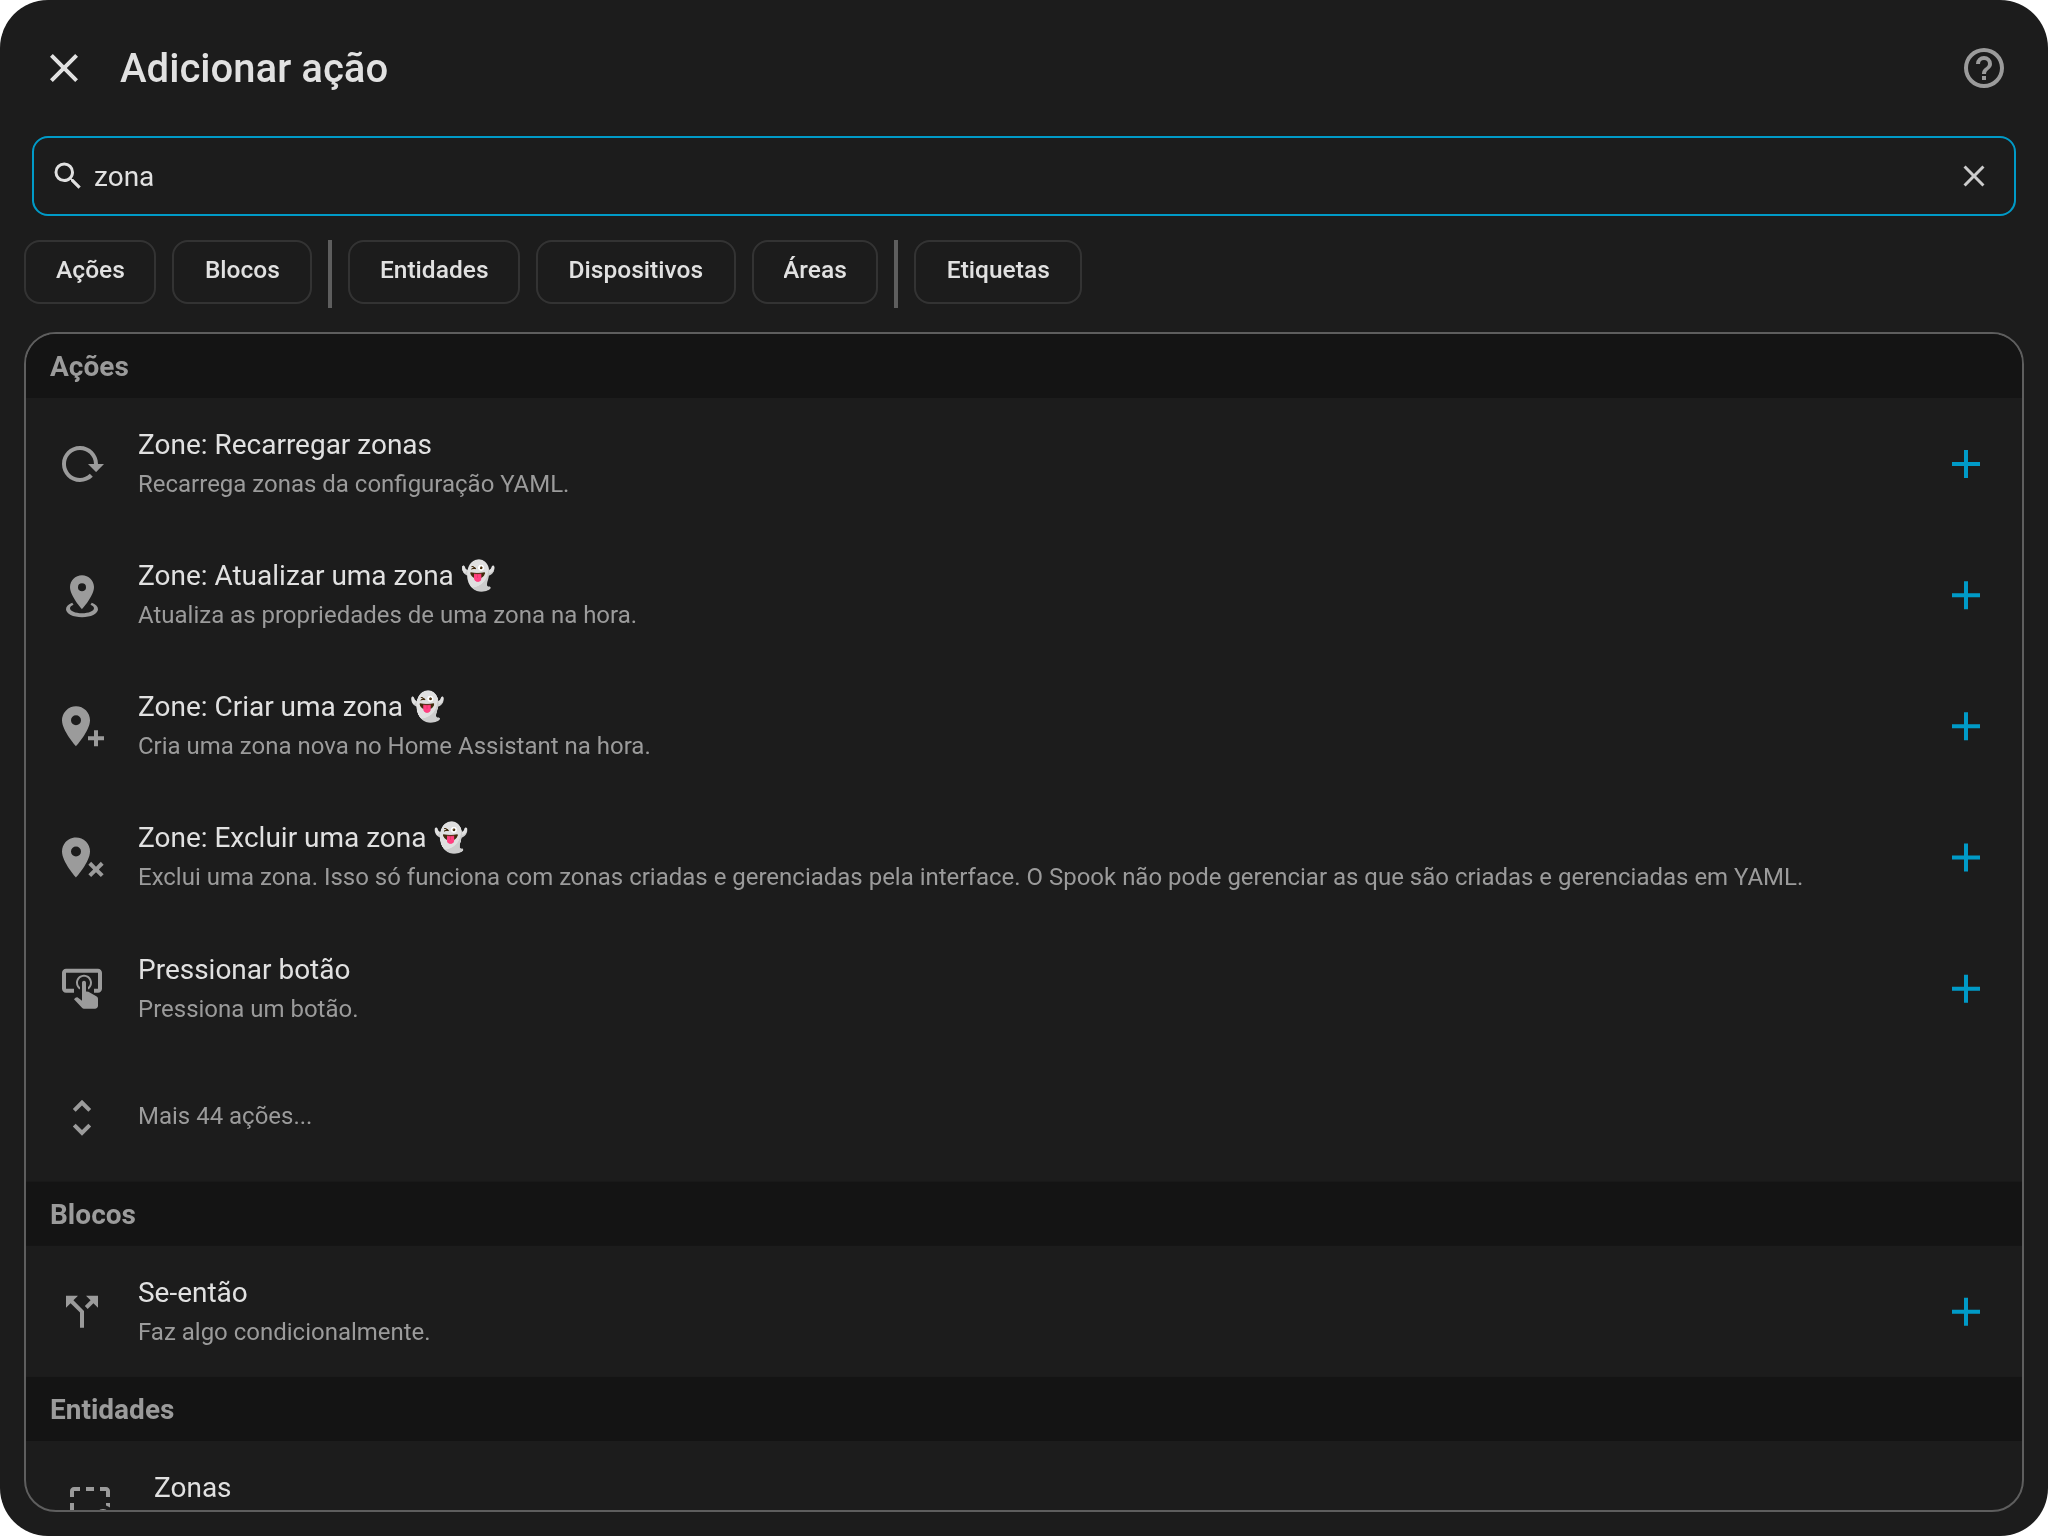 Adicionar ação
zona
Ações
Blocos
Entidades
Dispositivos
Áreas
Etiquetas
Ações
Zone: Recarregar zonas
Recarrega zonas da configuração YAML.
Zone: Atualizar uma zona 👻
Atualiza as propriedades de uma zona na hora.
Zone: Criar uma zona 👻
Cria uma zona nova no Home Assistant na hora.
Zone: Excluir uma zona 👻
Exclui uma zona. Isso só funciona com zonas criadas e gerenciadas pela interface. O Spook não pode gerenciar as que são criadas e gerenciadas em YAML.
Pressionar botão
Pressiona um botão.
Mais 44 ações...
Blocos
Se-então
Faz algo condicionalmente.
Entidades
Zonas